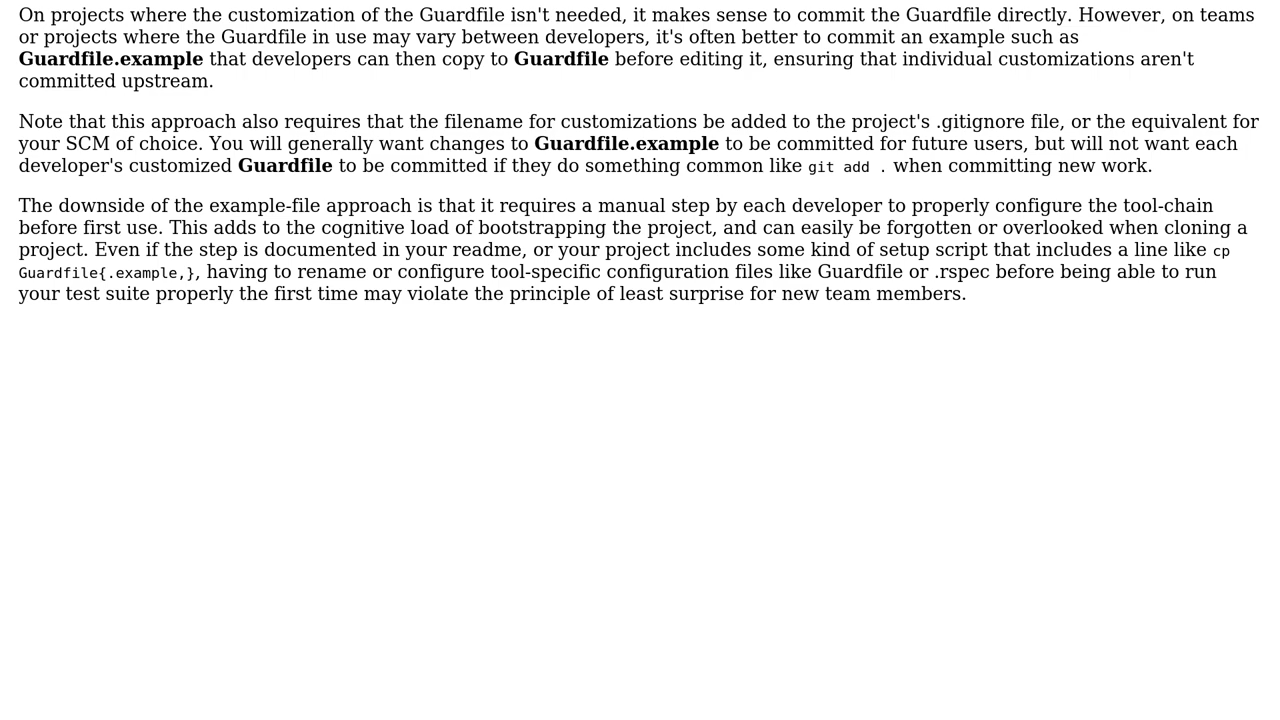 On projects where the customization of the Guardfile isn't needed, it makes sense to commit the Guardfile directly. However, on teams
or projects where the Guardfile in use may vary between developers, it's often better to commit an example such as
Guardfile.example that developers can then copy to Guardfile before editing it, ensuring that individual customizations aren't
committed upstream.
Note that this approach also requires that the filename for customizations be added to the project's .gitignore file, or the equivalent for
your SCM of choice. You will generally want changes to Guardfile.example to be committed for future users, but will not want each
developer's customized Guardfile to be committed if they do something common like git add . when committing new work.
The downside of the example-file approach is that it requires a manual step by each developer to properly configure the tool-chain
before first use. This adds to the cognitive load of bootstrapping the project, and can easily be forgotten or overlooked when cloning a
project. Even if the step is documented in your readme, or your project includes some kind of setup script that includes a line like cp
Guardfile{.example,}, having to rename or configure tool-specific configuration files like Guardfile or .rspec before being able to run
your test suite properly the first time may violate the principle of least surprise for new team members.